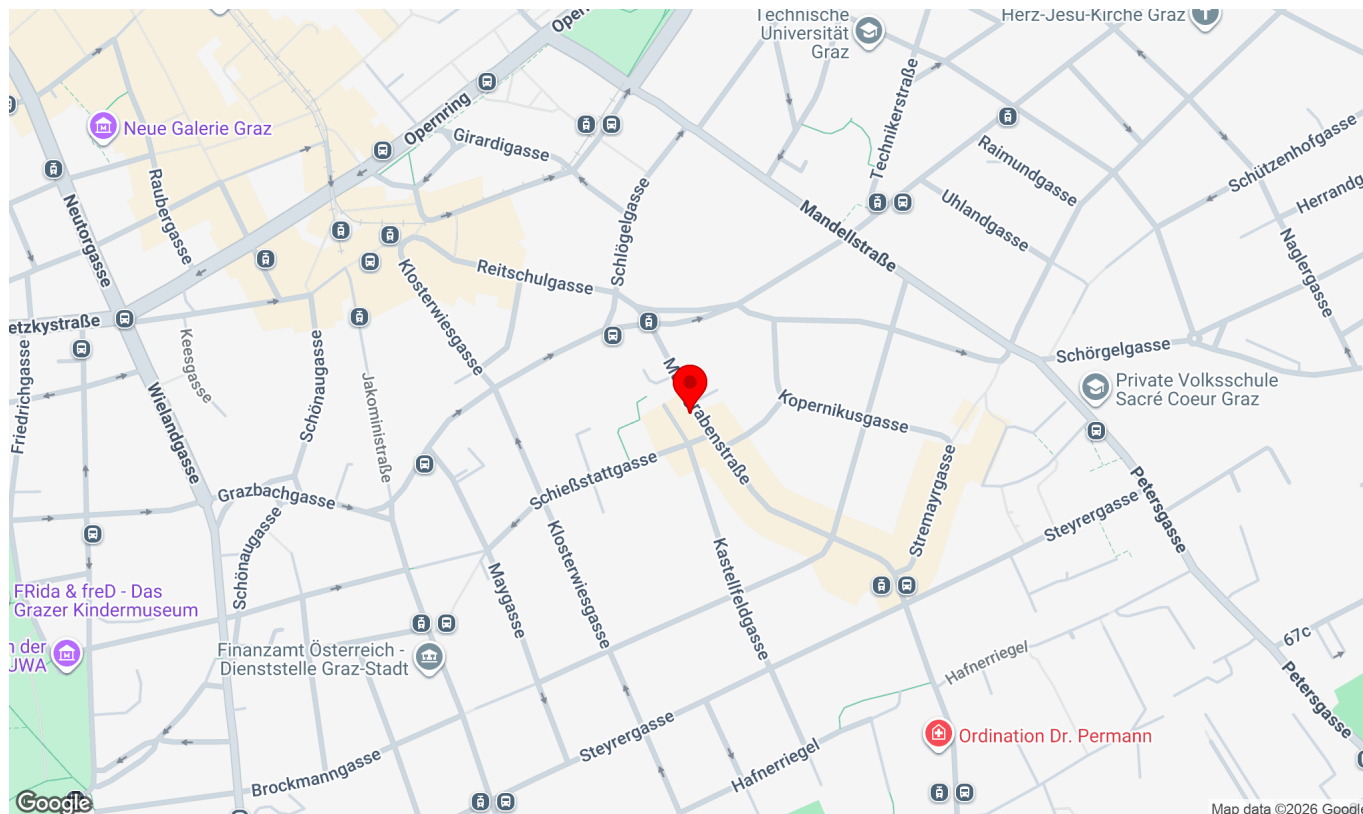 Technische
Universität
Graz
Herz-Jesu-Kirche Graz
Neue Galerie Graz
Opernring
Girardigasse
Technikerstraße
Raimundgasse
Schützenhofgasse
Uhlandgasse
Raubergasse
Neutorgasse
Schlögelgasse
Mandellstraße
Naglergasse
Reitschulgasse
Klosterwiesgasse
Keesgasse
Schönaugasse
Jakoministraße
Friedrichgasse
Wielandgasse
Schörgelgasse
Private Volksschule
Sacré Coeur Graz
Kopernikusgasse
Schießstattgasse
Stremayrgasse
Grazbachgasse
Schönaugasse
Steyrergasse
Petersgasse
Klosterwiesgasse
Maygasse
Kastellfeldgasse
FRida & freD - Das
Grazer Kindermuseum
Finanzamt Österreich -
Dienststelle Graz-Stadt
67c
Hafnerriegel
Petersgasse
Steyrergasse
Ordination Dr. Permann
Hafnerriegel
Brockmanngasse
Google
Map data ©2026 Google